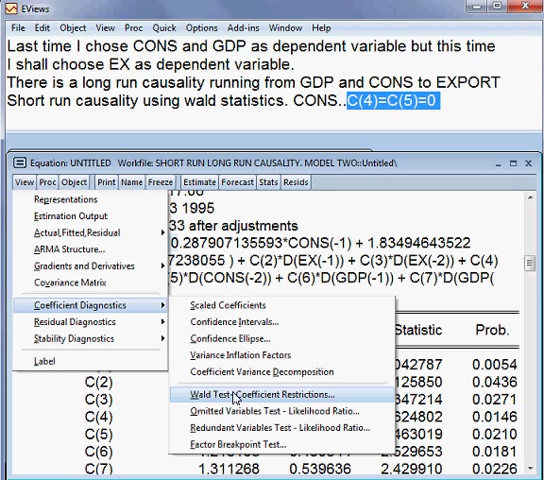 EViews
File Edit Object View Proc Quick Options Add-ins Window Help
Last time I chose CONS and GDP as dependent variable but this time
I shall choose EX as dependent variable.
There is a long run causality running from GDP and CONS to EXPORT
Short run causality using wald statistics. CONS..C(4)=C(5)=0
Equation: UNTITLED Workfile: SHORT RUN LONG RUN CAUSALITY. MODEL TWO::Untitled\
View Proc Object Print Name Freeze Estimate Forecast Stats Resids
Representations
Estimation Output
3 1995
Actual,Fitted,Residual
33 after adjustments
ARMA Structure...
0.287907135593*CONS(-1) + 1.83494643522
Gradients and Derivatives
7238055 ) + C(2)*D(EX(-1)) + C(3)*D(EX(-2)) + C(4)
Covariance Matrix
5)*D(CONS(-2)) + C(6)*D(GDP(-1)) + C(7)*D(GDP(
Coefficient Diagnostics
Scaled Coefficients
Residual Diagnostics
Confidence Intervals...
Statistic Prob.
Stability Diagnostics
Confidence Ellipse...
Variance Inflation Factors
Label
042787 0.0054
Coefficient Variance Decomposition
C(2) 125850 0.0436
Wald Test- Coefficient Restrictions...
C(3) 347214 0.0271
Omitted Variables Test - Likelihood Ratio...
C(4) 624802 0.0146
Redundant Variables Test - Likelihood Ratio...
C(5) 463019 0.0210
Factor Breakpoint Test...
C(6) 529653 0.0181
C(7) 1.311268 0.539636 2.429910 0.0226